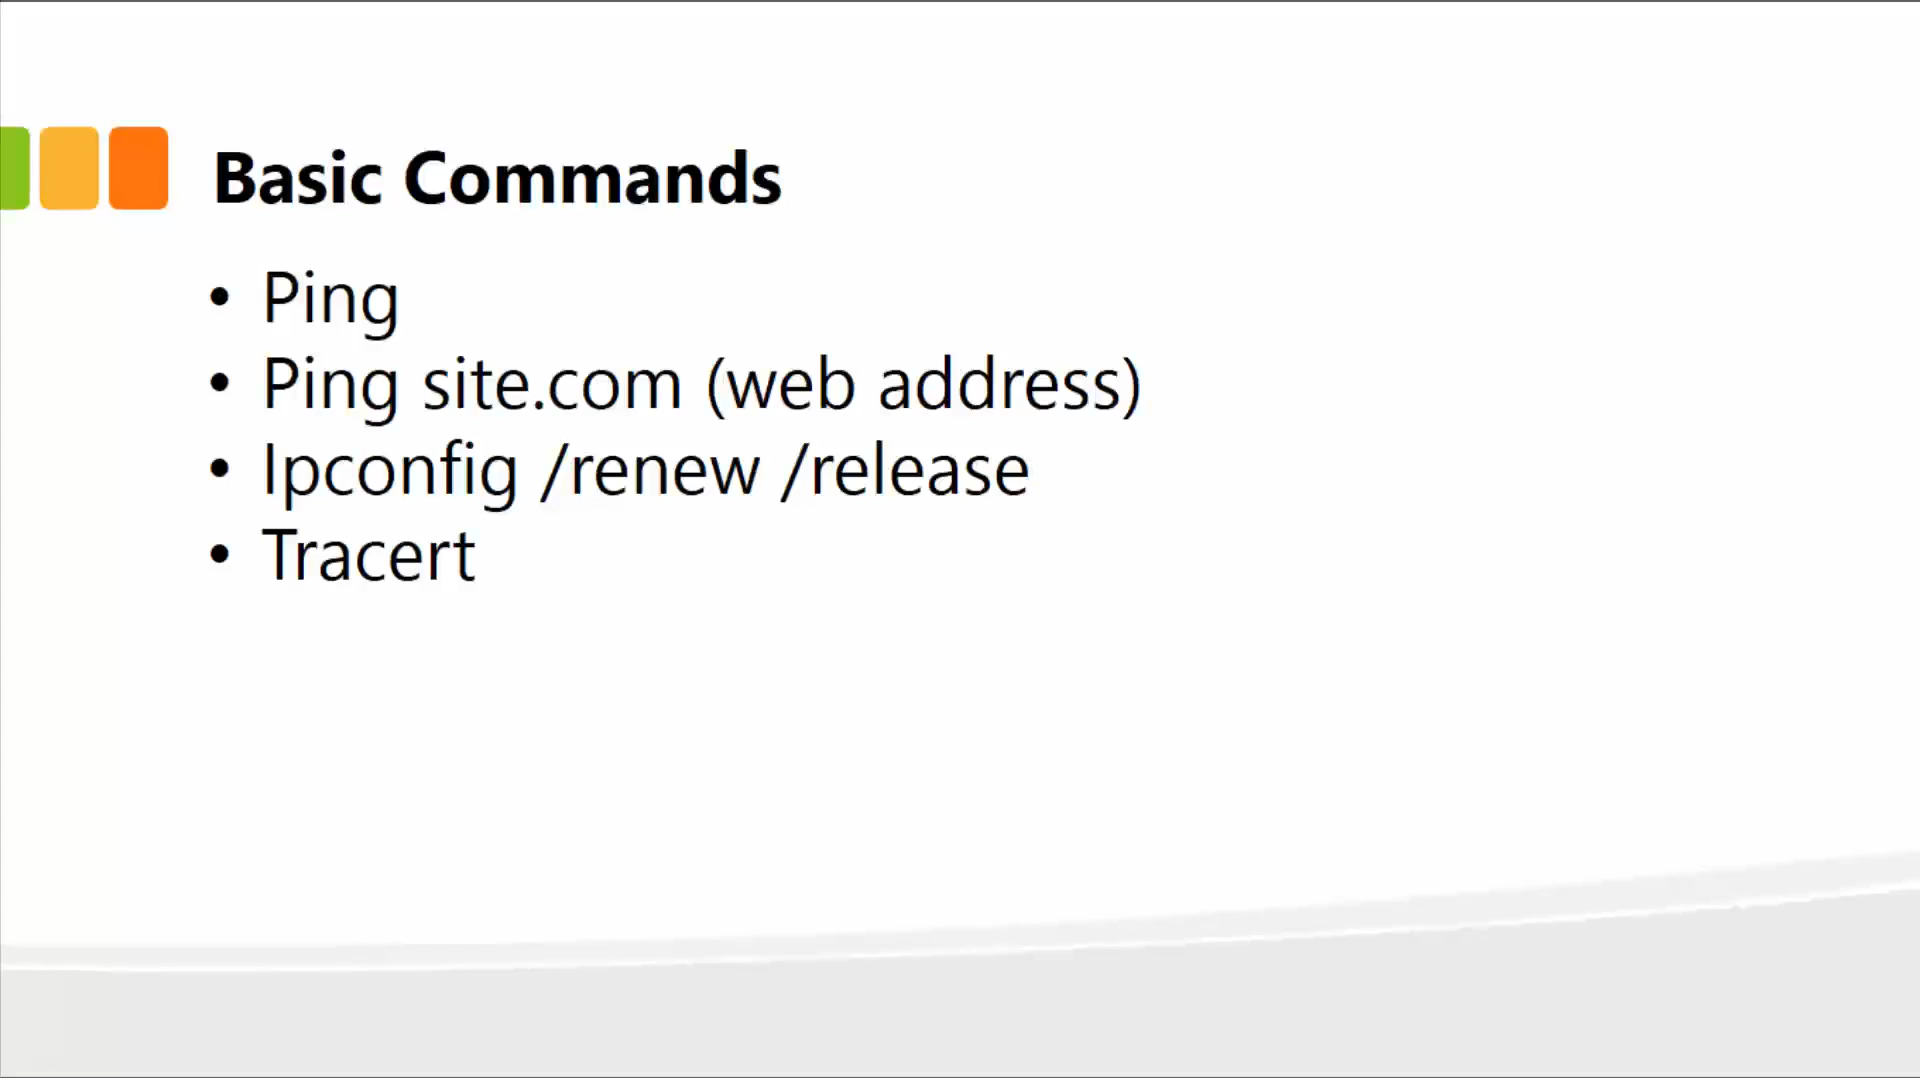 Basic Commands
• Ping
• Ping site.com (web address)
• Ipconfig /renew /release
• Tracert